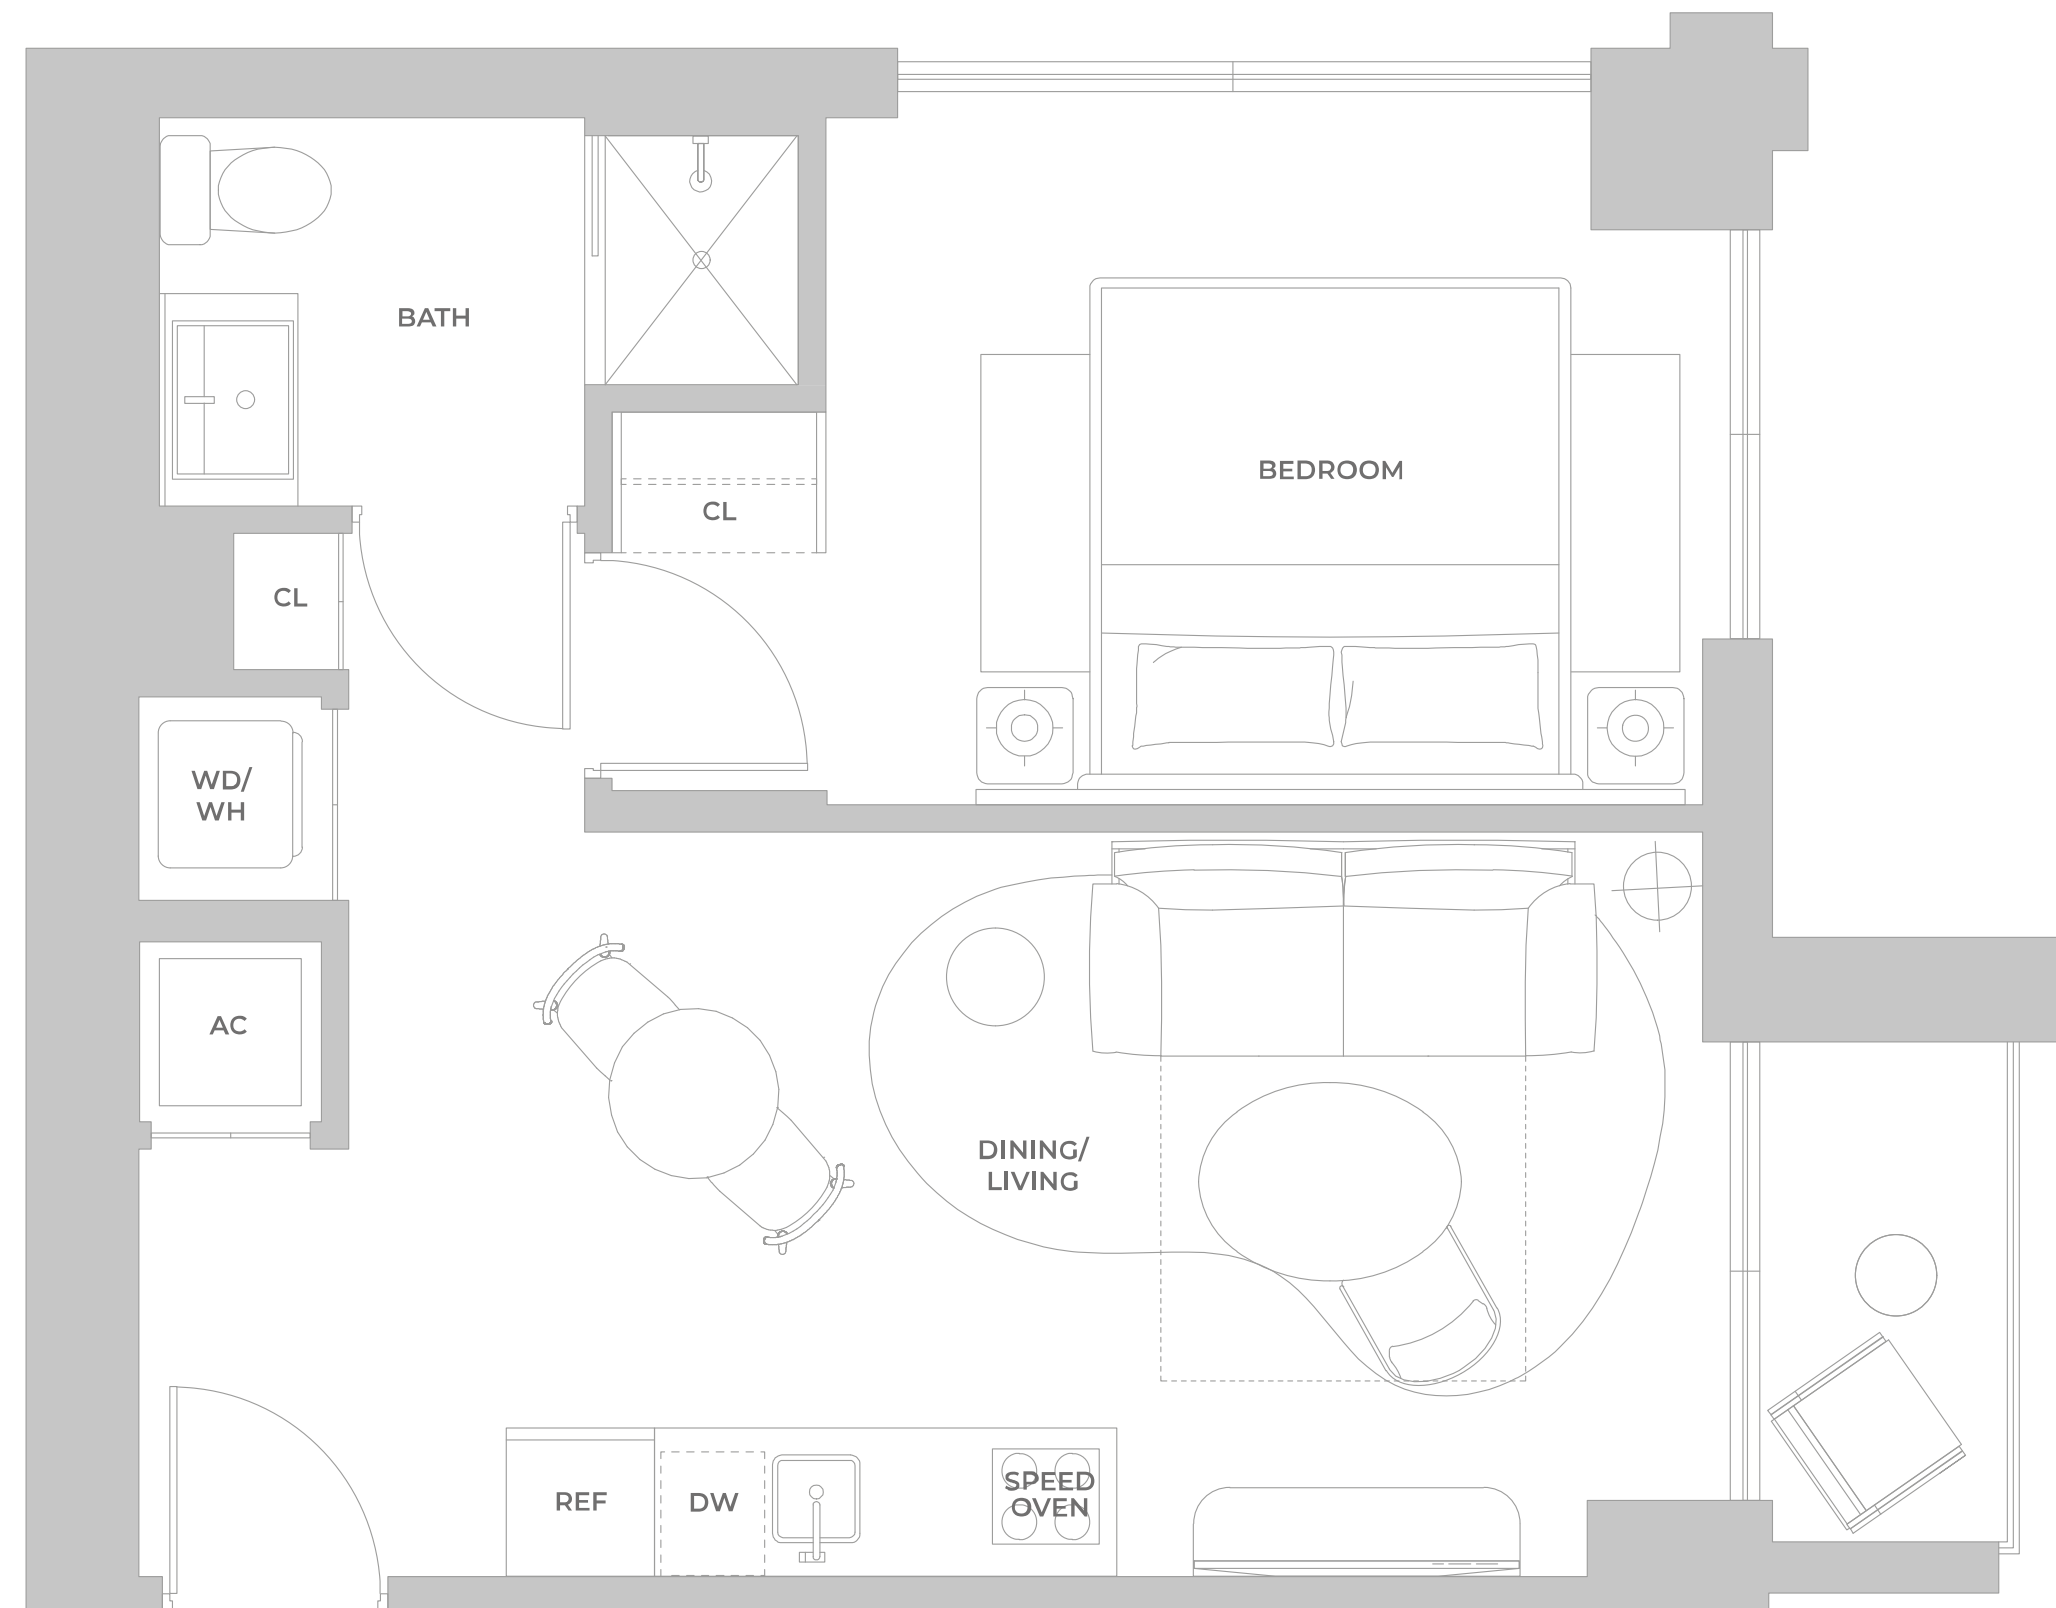 BATH
BEDROOM
CL
CL
WD/
WH
AC
DINING/
LIVING
REF
DW
SPEED
OVEN